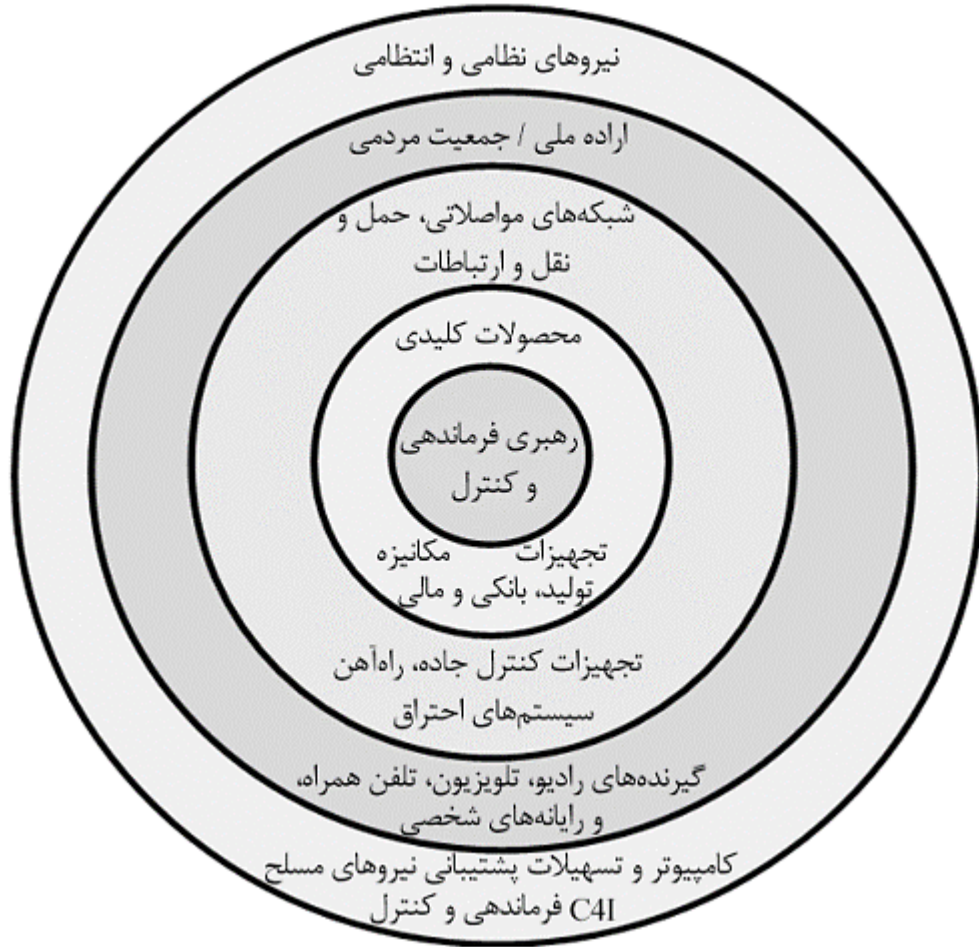 نیروهای نظامی و انتظامی
اراده ملی / جمعیت مردمی
شبکه‌های مواصلاتی، حمل و
نقل و ارتباطات
محصولات کلیدی
رهبری فرماندهی
و کنترل
تجهیزات مکانیزه
تولید، بانکی و مالی
تجهیزات کنترل جاده، راه‌آهن
سیستم‌های احتراق
گیرنده‌های رادیو، تلویزیون، تلفن همراه،
و رایانه‌های شخصی
کامپیوتر و تسهیلات پشتیبانی نیروهای مسلح
C4I فرماندهی و کنترل